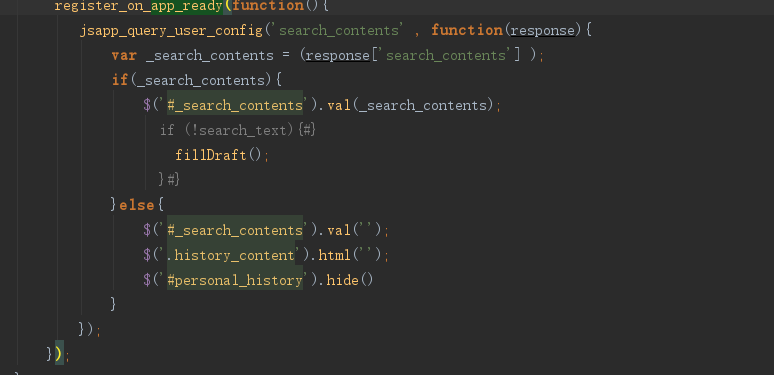 register_on_app_ready(function(){
jsapp_query_user_config('search_contents' , function(response){
var _search_contents = (response['search_contents'] );
if(_search_contents){
$('#_search_contents').val(_search_contents);
if (!search_text){#}
fillDraft();
}#}
}else{
$('#_search_contents').val('');
$('.history_content').html('');
$('#personal_history').hide()
}
});
});